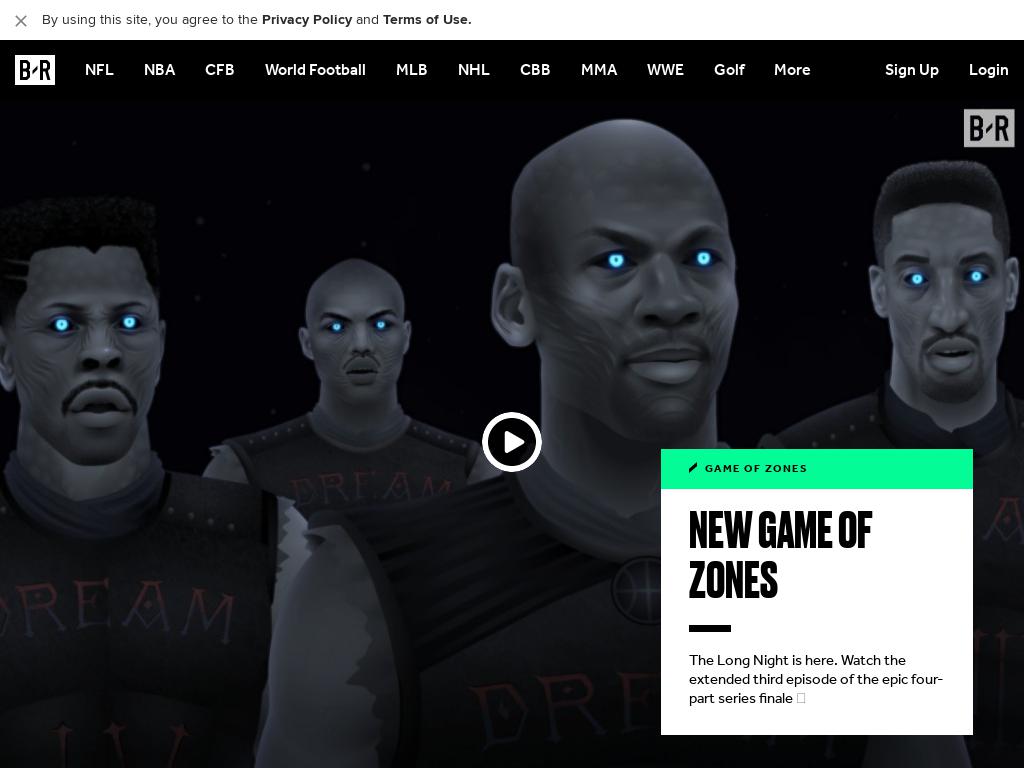 By using this site, you agree to the Privacy Policy and Terms of Use.
B/R NFL NBA CFB World Football MLB NHL CBB MMA WWE Golf More Sign Up Login
B/R
GAME OF ZONES
NEW GAME OF
ZONES
The Long Night is here. Watch the
extended third episode of the epic four-
part series finale
DREAM
DREAM
DRE
IV